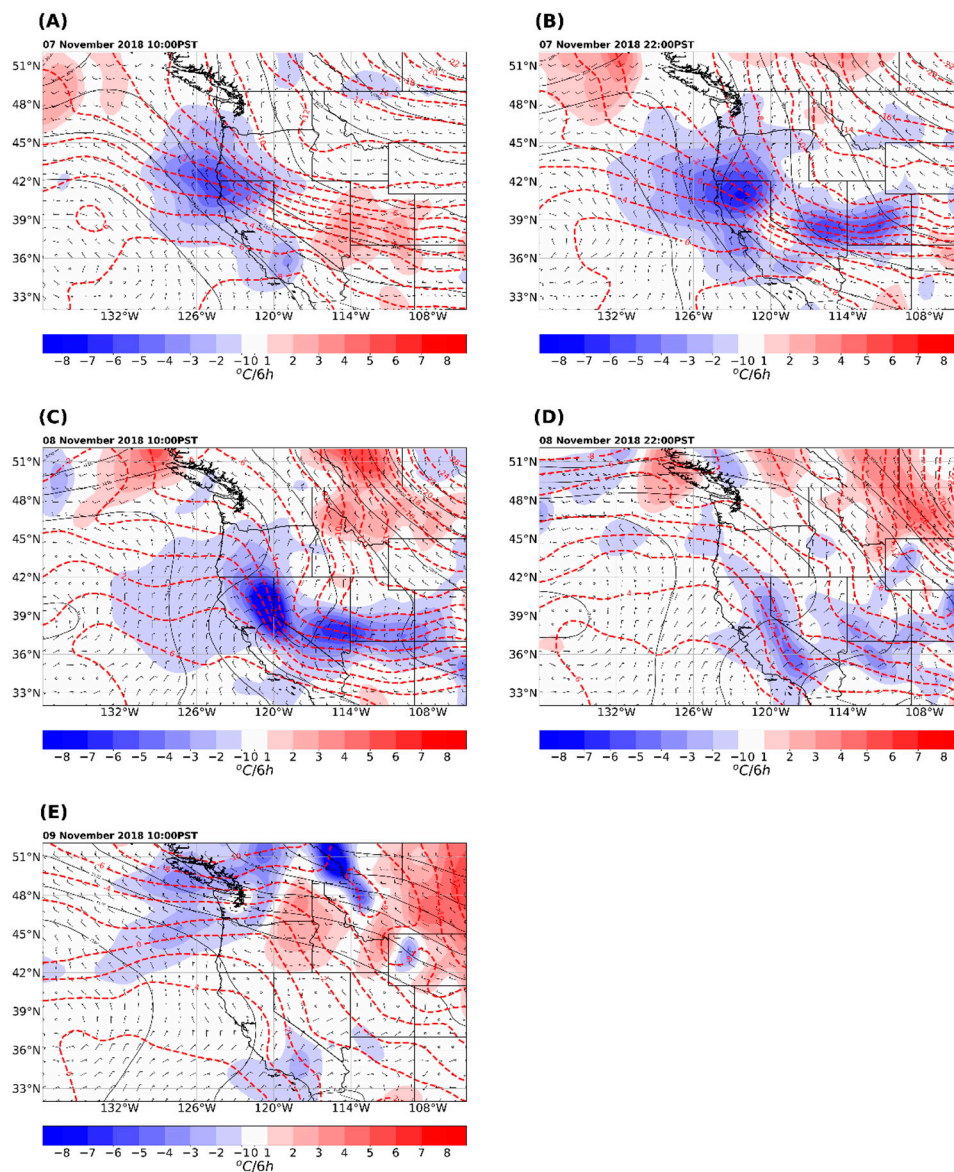 (A)
07 November 2018 10:00PST
51°N
48°N
45°N
42°N
39°N
36°N
33°N
132°W 126°W 120°W 114°W 108°W
−8 −7 −6 −5 −4 −3 −2 −1 0 1 2 3 4 5 6 7 8
°C/6h
(B)
07 November 2018 22:00PST
51°N
48°N
45°N
42°N
39°N
36°N
33°N
132°W 126°W 120°W 114°W 108°W
−8 −7 −6 −5 −4 −3 −2 −1 0 1 2 3 4 5 6 7 8
°C/6h
(C)
08 November 2018 10:00PST
51°N
48°N
45°N
42°N
39°N
36°N
33°N
132°W 126°W 120°W 114°W 108°W
−8 −7 −6 −5 −4 −3 −2 −1 0 1 2 3 4 5 6 7 8
°C/6h
(D)
08 November 2018 22:00PST
51°N
48°N
45°N
42°N
39°N
36°N
33°N
132°W 126°W 120°W 114°W 108°W
−8 −7 −6 −5 −4 −3 −2 −1 0 1 2 3 4 5 6 7 8
°C/6h
(E)
09 November 2018 10:00PST
51°N
48°N
45°N
42°N
39°N
36°N
33°N
132°W 126°W 120°W 114°W 108°W
−8 −7 −6 −5 −4 −3 −2 −1 0 1 2 3 4 5 6 7 8
°C/6h